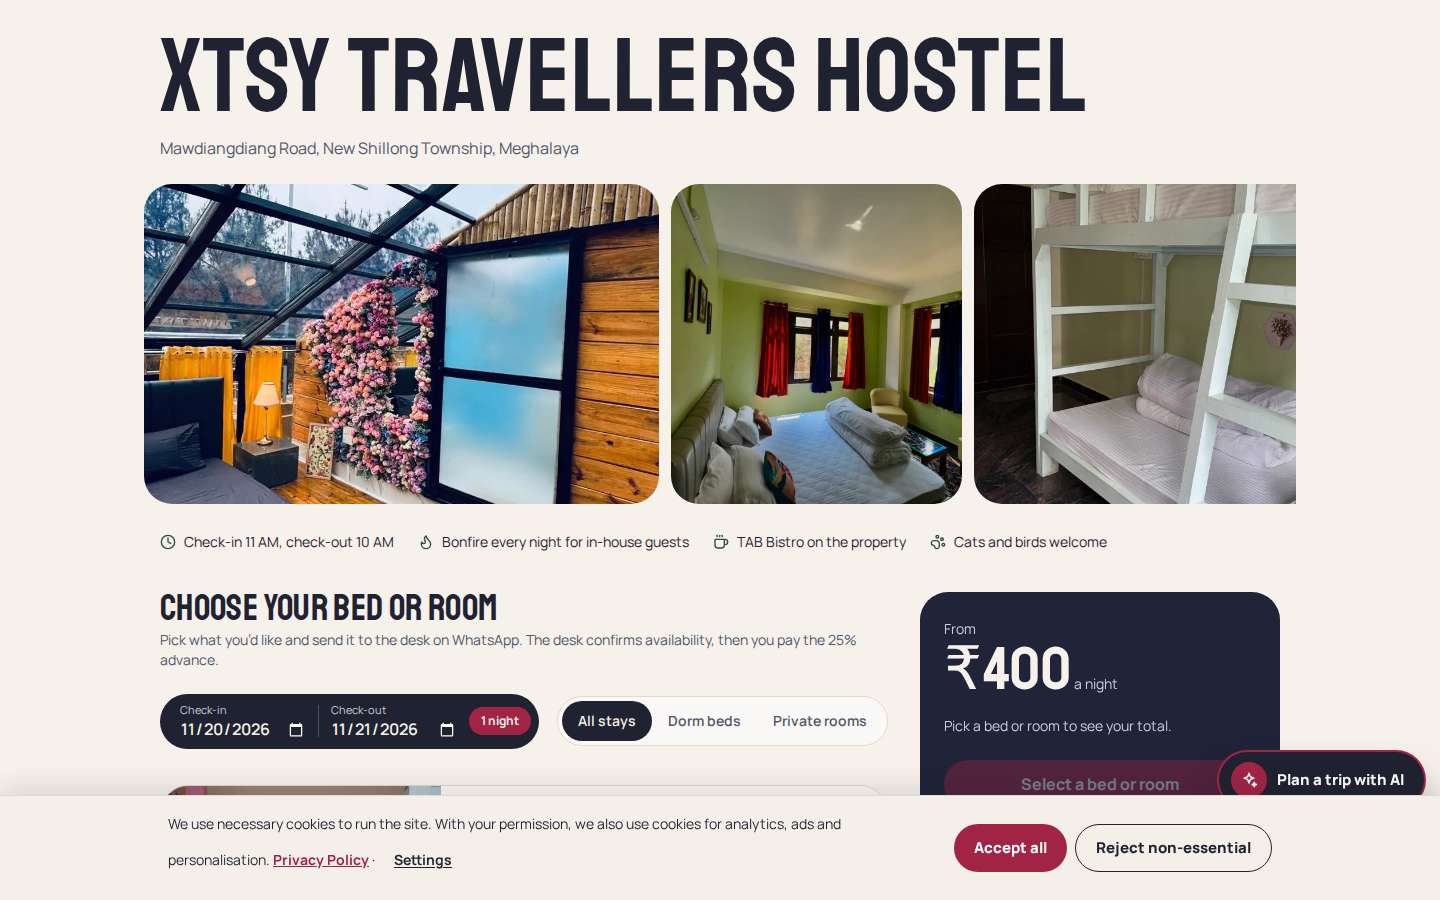 XTSY TRAVELLERS HOSTEL
Mawdiangdiang Road, New Shillong Township, Meghalaya
Check-in 11 AM, check-out 10 AM
Bonfire every night for in-house guests
TAB Bistro on the property
Cats and birds welcome
CHOOSE YOUR BED OR ROOM
Pick what you'd like and send it to the desk on WhatsApp. The desk confirms availability, then you pay the 25%
advance.
Check-in
11/20/2026
Check-out
11/21/2026
1 night
All stays
Dorm beds
Private rooms
From
₹400 a night
Pick a bed or room to see your total.
Select a bed or room
Plan a trip with AI
We use necessary cookies to run the site. With your permission, we also use cookies for analytics, ads and
personalisation. Privacy Policy · Settings
Accept all
Reject non-essential